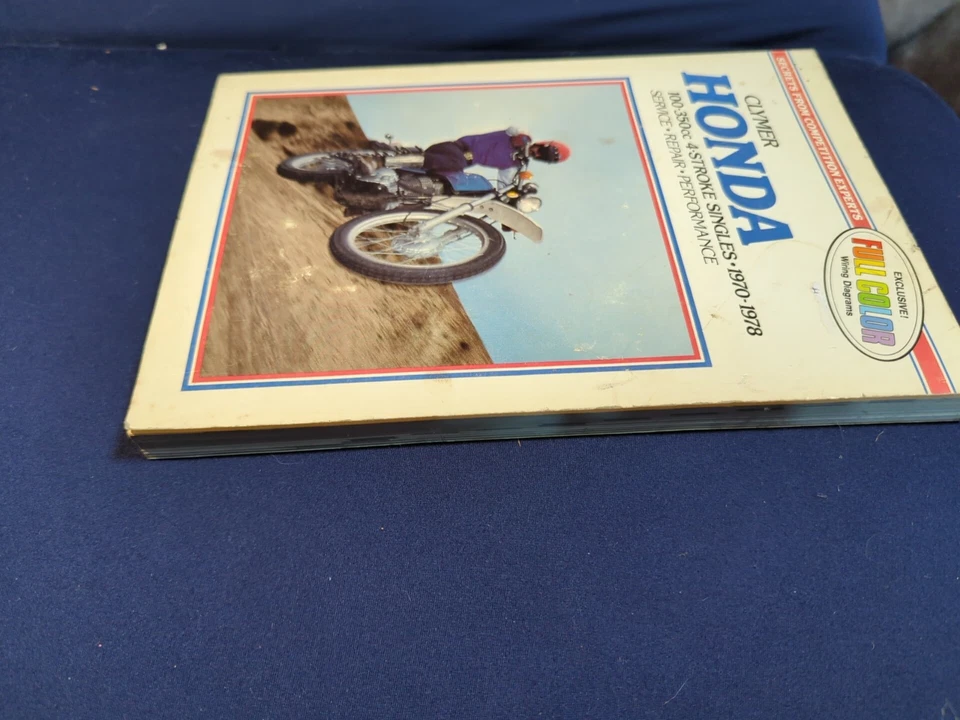 SECRETS FROM COMPETITION EXPERTS
CLYMER
HONDA
100-350cc 4-STROKE SINGLES • 1970-1978
SERVICE • REPAIR • PERFORMANCE
EXCLUSIVE!
FULL COLOR
Wiring Diagrams